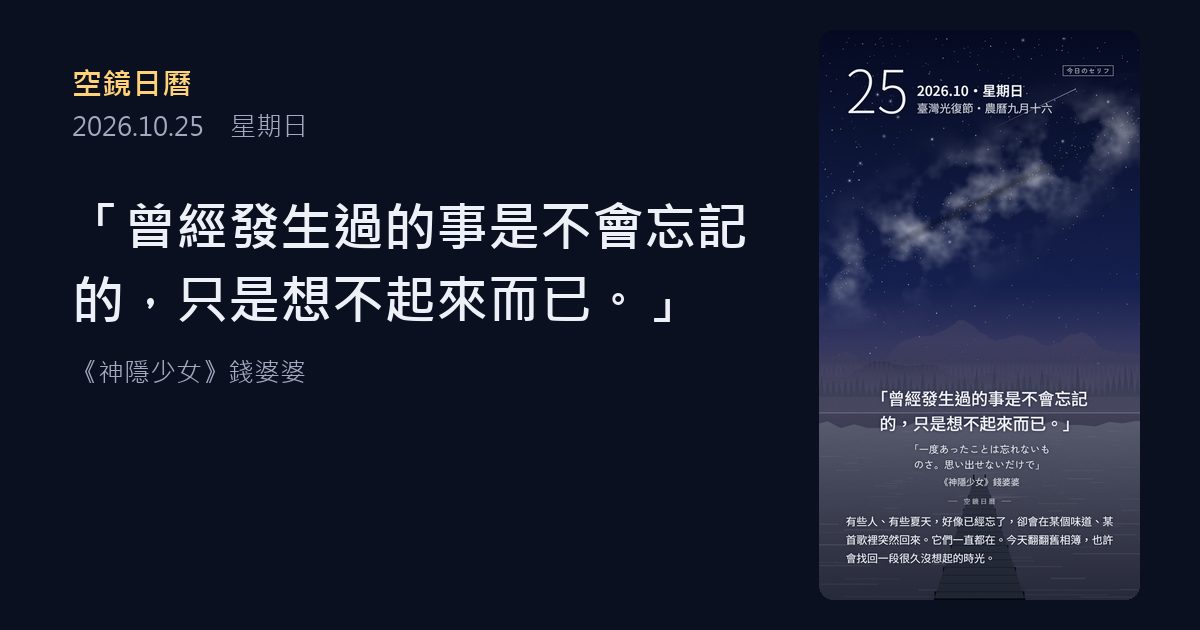 空鏡日曆
2026.10.25 星期日
「曾經發生過的事是不會忘記
的，只是想不起來而已。」
《神隱少女》錢婆婆
25
2026.10・星期日
臺灣光復節・農曆九月十六
今日のセリフ
「曾經發生過的事是不會忘記
的，只是想不起來而已。」
「一度あったことは忘れないも
のさ。思い出せないだけで」
《神隱少女》錢婆婆
— 空鏡日曆 —
有些人、有些夏天，好像已經忘了，卻會在某個味道、某
首歌裡突然回來。它們一直都在。今天翻翻舊相簿，也許
會找回一段很久沒想起的時光。